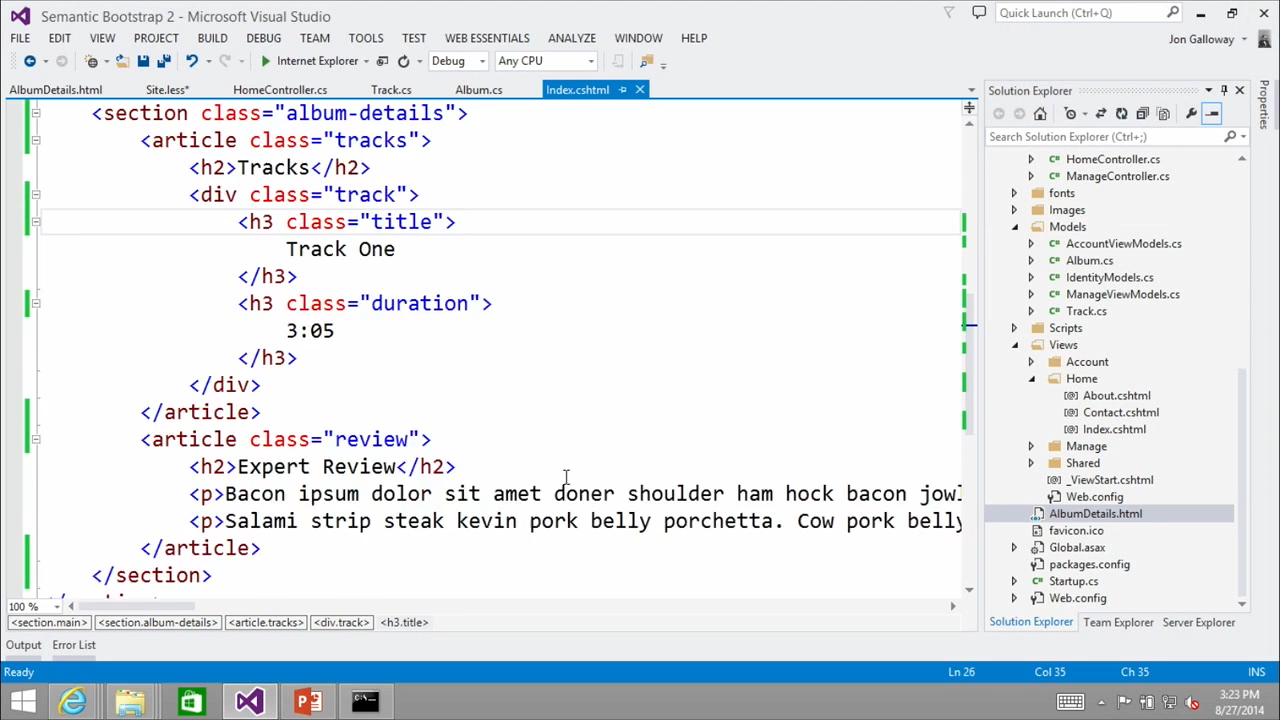 Semantic Bootstrap 2 - Microsoft Visual Studio
Quick Launch (Ctrl+Q)
FILE EDIT VIEW PROJECT BUILD DEBUG TEAM TOOLS TEST WEB ESSENTIALS ANALYZE WINDOW HELP
Jon Galloway
Internet Explorer Debug Any CPU
AlbumDetails.html Site.less* HomeController.cs Track.cs Album.cs Index.cshtml
<section class="album-details">
<article class="tracks">
<h2>Tracks</h2>
<div class="track">
<h3 class="title">
Track One
</h3>
<h3 class="duration">
3:05
</h3>
</div>
</article>
<article class="review">
<h2>Expert Review</h2>
<p>Bacon ipsum dolor sit amet doner shoulder ham hock bacon jowl
<p>Salami strip steak kevin pork belly porchetta. Cow pork belly
</article>
</section>
100 %
<section.main> <section.album-details> <article.tracks> <div.track> <h3.title>
Output Error List
Solution Explorer
Search Solution Explorer (Ctrl+;)
HomeController.cs
ManageController.cs
fonts
Images
Models
AccountViewModels.cs
Album.cs
IdentityModels.cs
ManageViewModels.cs
Track.cs
Scripts
Views
Account
Home
About.cshtml
Contact.cshtml
Index.cshtml
Manage
Shared
_ViewStart.cshtml
Web.config
AlbumDetails.html
favicon.ico
Global.asax
packages.config
Startup.cs
Web.config
Solution Explorer Team Explorer Server Explorer
Properties
Ready Ln 26 Col 35 Ch 35 INS
3:23 PM
8/27/2014